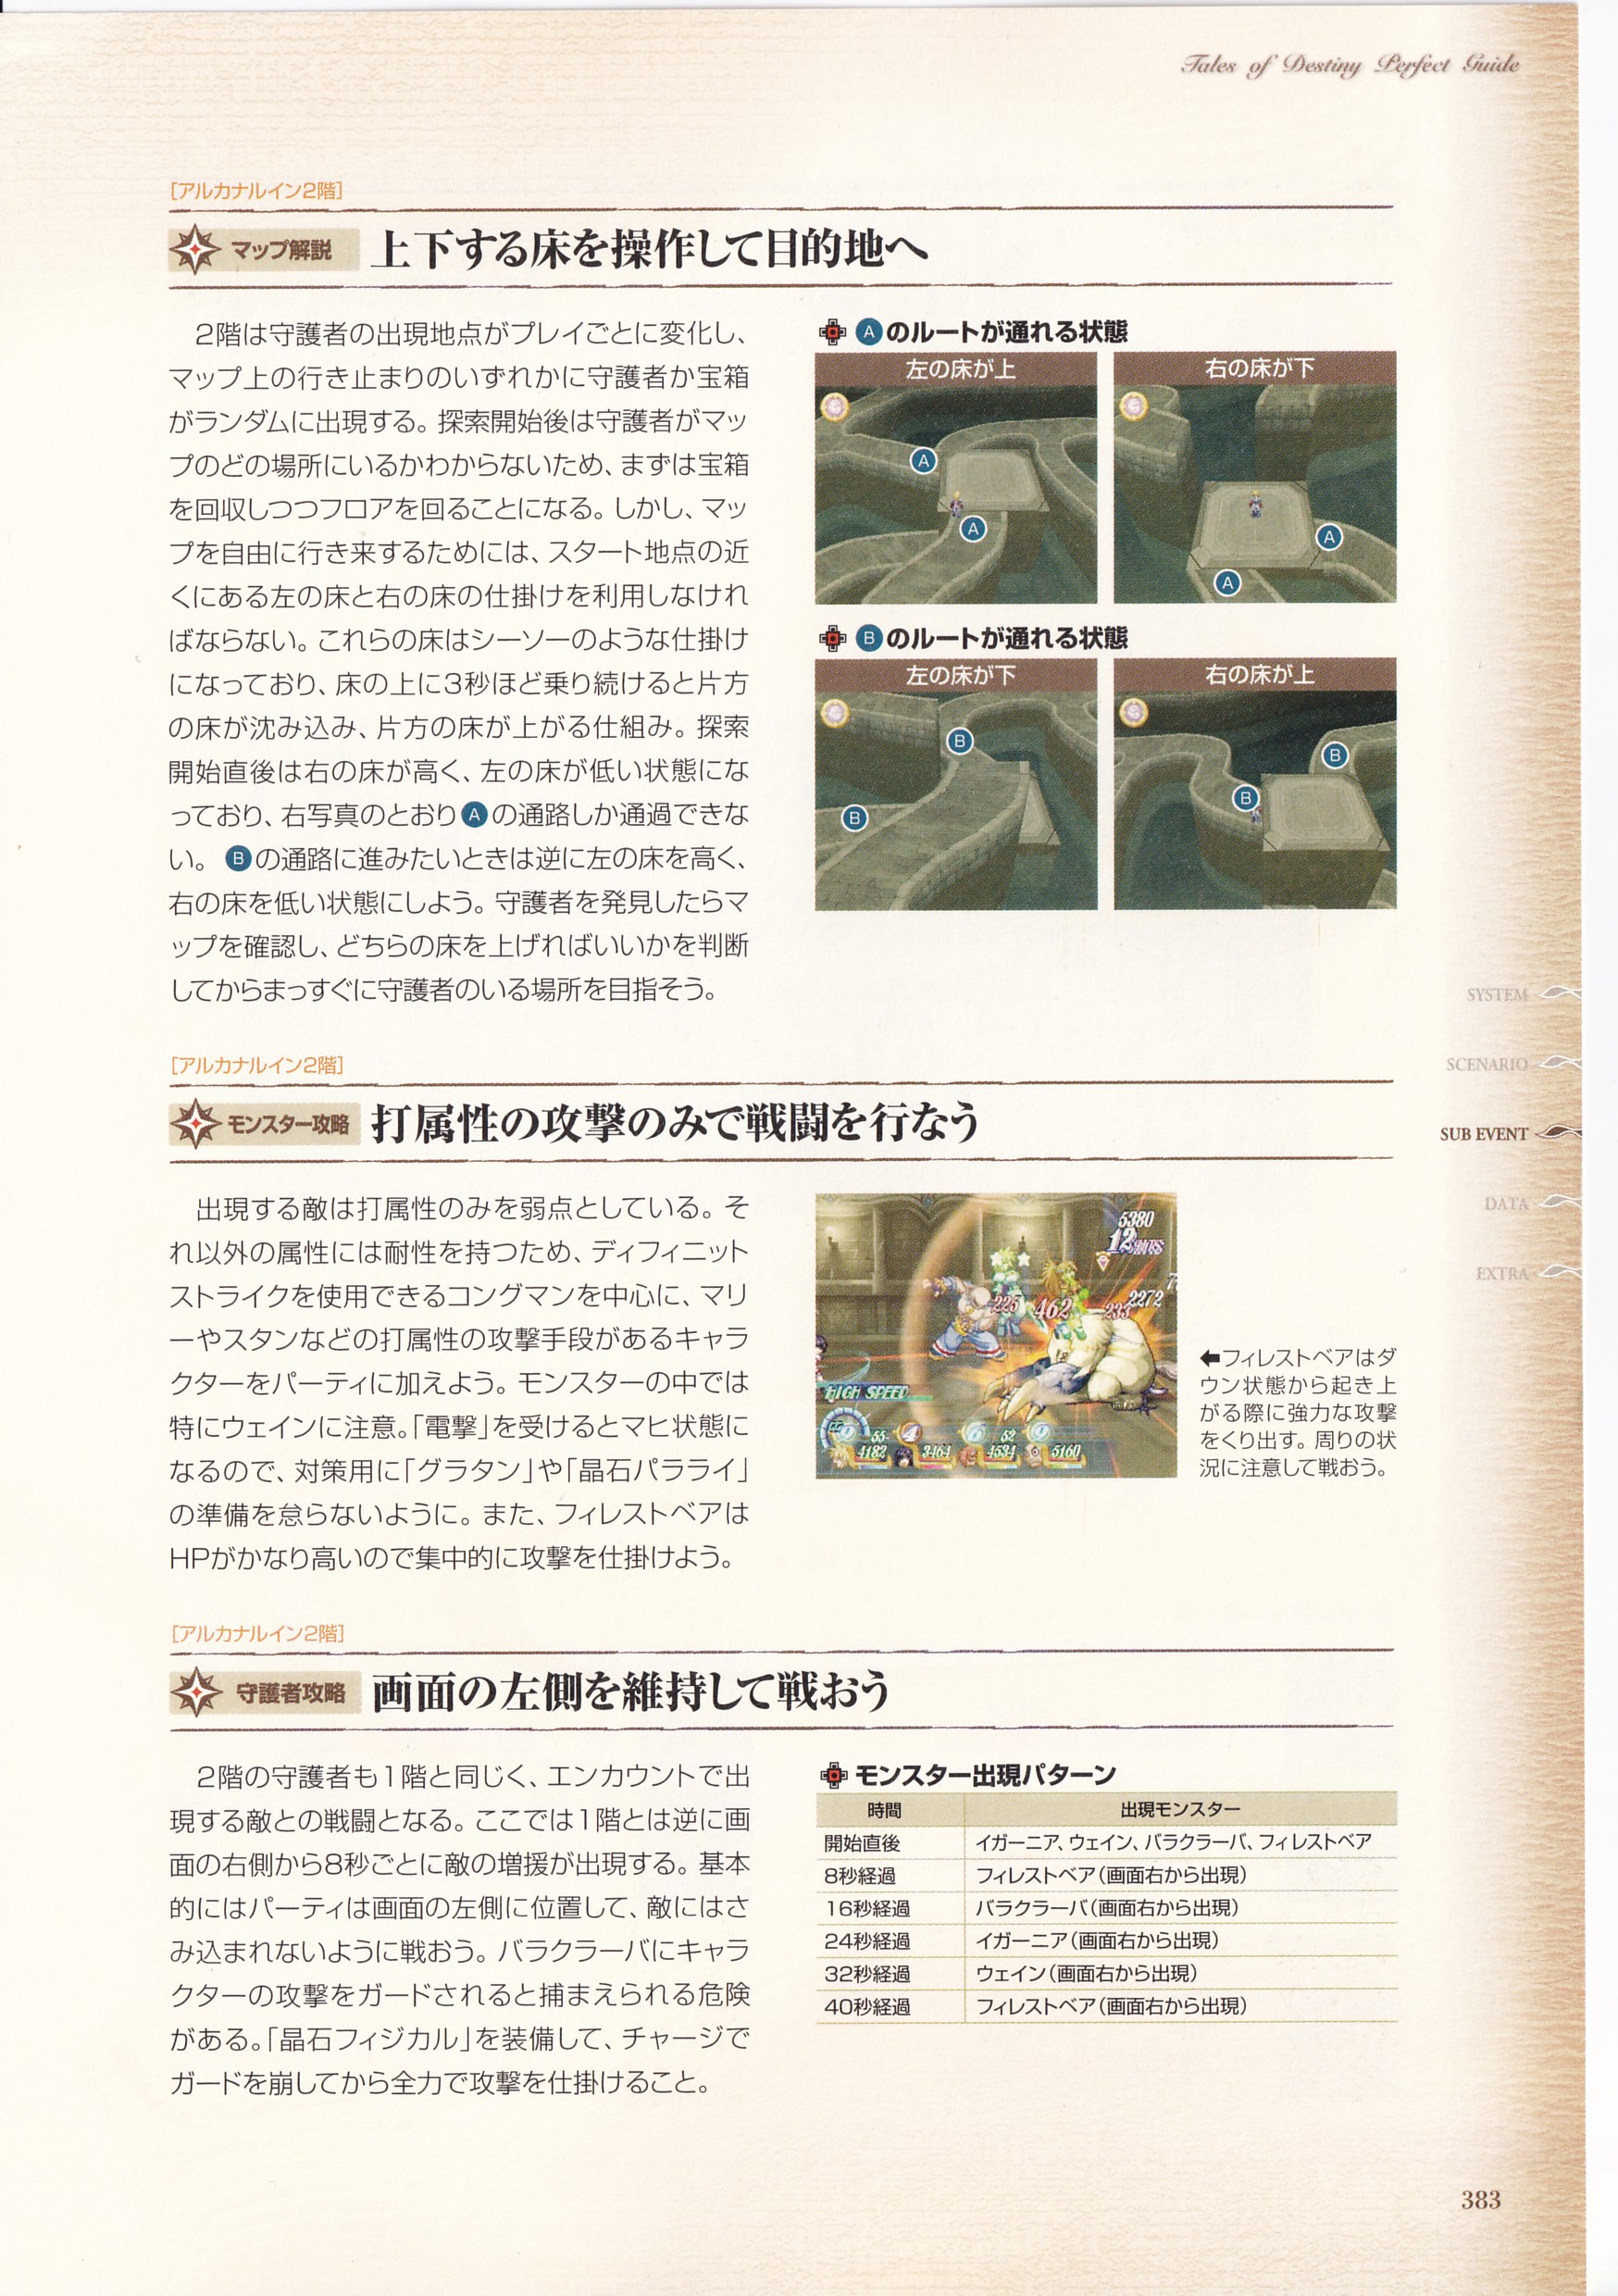 Tales of Destiny Perfect Guide
[アルカナルイン2階]
マップ解説
上下する床を操作して目的地へ
2階は守護者の出現地点がプレイごとに変化し、
マップ上の行き止まりのいずれかに守護者か宝箱
がランダムに出現する。探索開始後は守護者がマッ
プのどの場所にいるかわからないため、まずは宝箱
を回収しつつフロアを回ることになる。しかし、マッ
プを自由に行き来するためには、スタート地点の近
くにある左の床と右の床の仕掛けを利用しなけれ
ばならない。これらの床はシーソーのような仕掛け
になっており、床の上に3秒ほど乗り続けると片方
の床が沈み込み、片方の床が上がる仕組み。探索
開始直後は右の床が高く、左の床が低い状態にな
っており、右写真のとおりAの通路しか通過できな
い。Bの通路に進みたいときは逆に左の床を高く、
右の床を低い状態にしよう。守護者を発見したらマ
ップを確認し、どちらの床を上げればいいかを判断
してからまっすぐに守護者のいる場所を目指そう。
Aのルートが通れる状態
左の床が上
A
A
右の床が下
A
A
Bのルートが通れる状態
左の床が下
B
B
右の床が上
B
B
[アルカナルイン2階]
モンスター攻略
打属性の攻撃のみで戦闘を行なう
出現する敵は打属性のみを弱点としている。そ
れ以外の属性には耐性を持つため、ディフィニット
ストライクを使用できるコングマンを中心に、マリ
ーやスタンなどの打属性の攻撃手段があるキャラ
クターをパーティに加えよう。モンスターの中では
特にウェインに注意。「電撃」を受けるとマヒ状態に
なるので、対策用に「グラタン」や「晶石パラライ」
の準備を怠らないように。また、フィレストベアは
HPがかなり高いので集中的に攻撃を仕掛けよう。
5380
12HITS
225
462
233
2272
HIGH SPEED
CC
9
55
4
6
52
9
4182
3464
4534
5160
←フィレストベアはダ
ウン状態から起き上
がる際に強力な攻撃
をくり出す。周りの状
況に注意して戦おう。
[アルカナルイン2階]
守護者攻略
画面の左側を維持して戦おう
2階の守護者も1階と同じく、エンカウントで出
現する敵との戦闘となる。ここでは1階とは逆に画
面の右側から8秒ごとに敵の増援が出現する。基本
的にはパーティは画面の左側に位置して、敵にはさ
み込まれないように戦おう。バラクラーバにキャラ
クターの攻撃をガードされると捕まえられる危険
がある。「晶石フィジカル」を装備して、チャージで
ガードを崩してから全力で攻撃を仕掛けること。
モンスター出現パターン
時間 出現モンスター
開始直後 イガーニア、ウェイン、バラクラーバ、フィレストベア
8秒経過 フィレストベア(画面右から出現)
16秒経過 バラクラーバ(画面右から出現)
24秒経過 イガーニア(画面右から出現)
32秒経過 ウェイン(画面右から出現)
40秒経過 フィレストベア(画面右から出現)
SYSTEM
SCENARIO
SUB EVENT
DATA
EXTRA
383